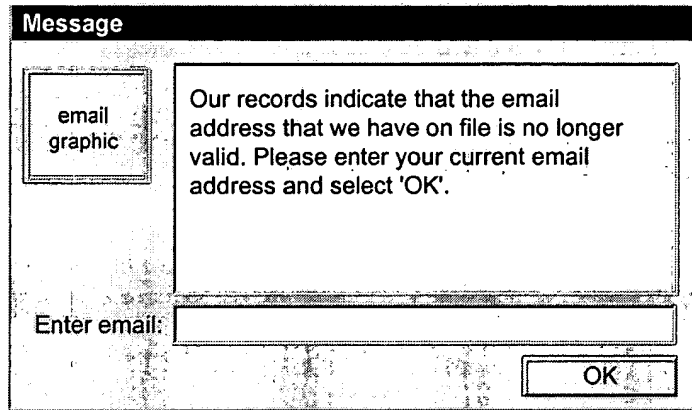 Message
email
graphic
Our records indicate that the email
address that we have on file is no longer
valid. Please enter your current email
address and select 'OK'.
Enter email:
OK